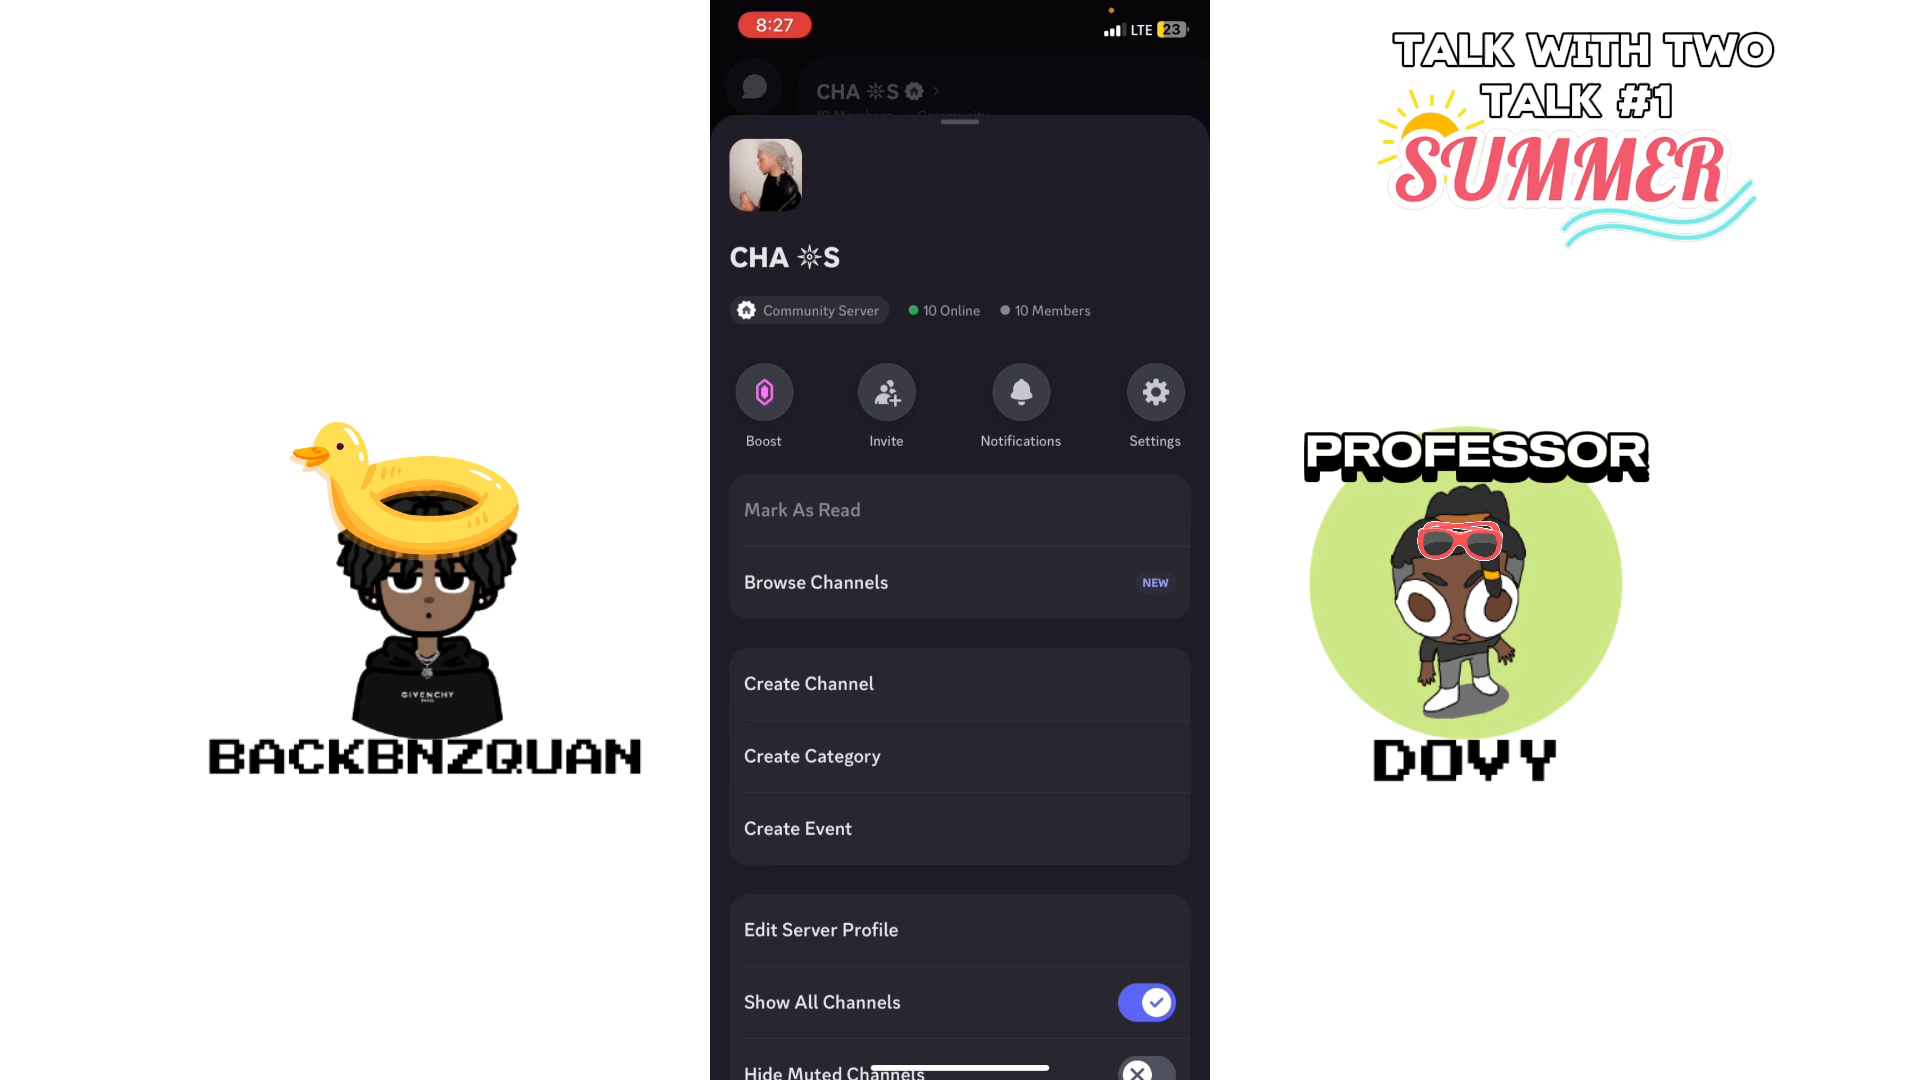 8:27
LTE 23
CHA ☼S
TALK WITH TWO
TALK #1
SUMMER
CHA ☼S
Community Server
10 Online
10 Members
Boost
Invite
Notifications
Settings
Mark As Read
Browse Channels
NEW
Create Channel
Create Category
Create Event
Edit Server Profile
Show All Channels
Hide Muted Channels
GIVENCHY
PARIS
BACKBNZQUAN
PROFESSOR
DOVY